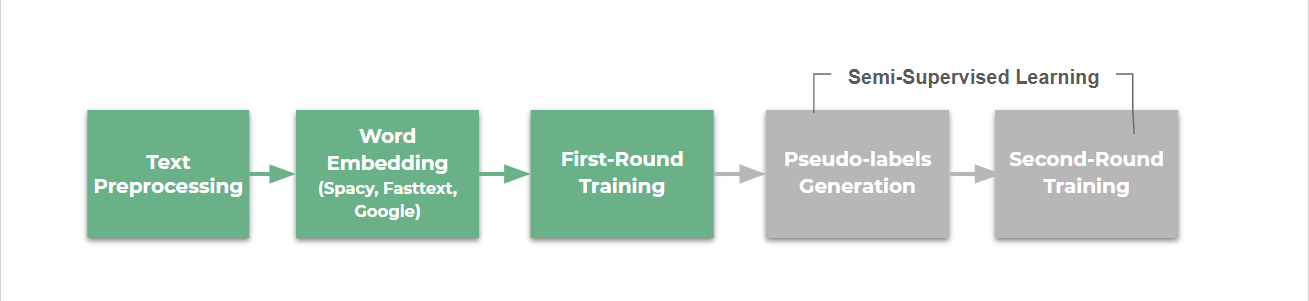 Semi-Supervised Learning
Text
Preprocessing
Word
Embedding
(Spacy, Fasttext,
Google)
First-Round
Training
Pseudo-labels
Generation
Second-Round
Training